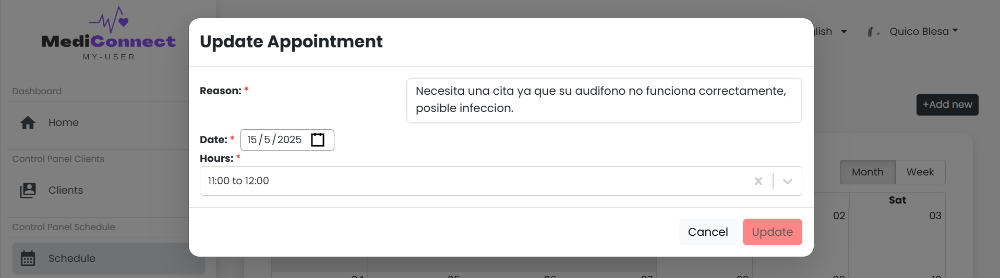 MediConnect
MY-USER
Dashboard
Home
Control Panel Clients
Clients
Control Panel Schedule
Schedule
Update Appointment
Reason: *
Necesita una cita ya que su audifono no funciona correctamente,
posible infeccion.
Date: * 15/5/2025
Hours: *
11:00 to 12:00
Cancel Update
glish Quico Blesa
+Add new
Month Week
Sat
02 03